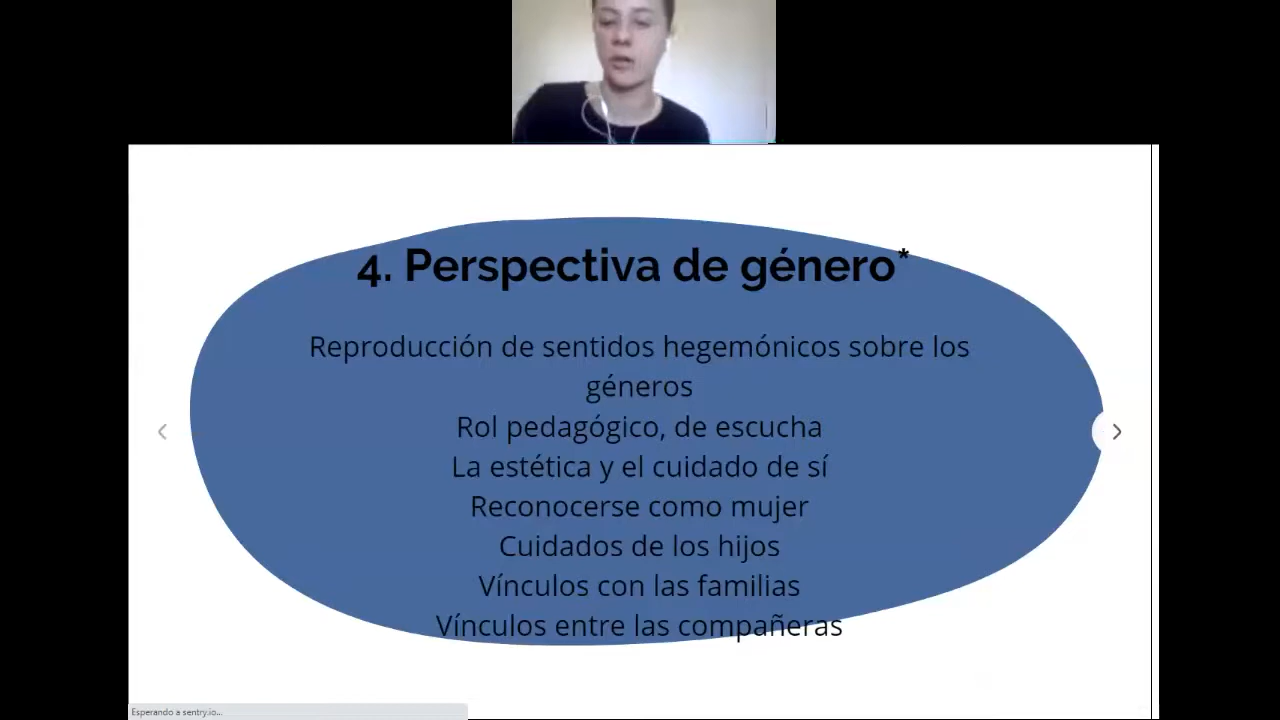 4. Perspectiva de género*
Reproducción de sentidos hegemónicos sobre los
géneros
Rol pedagógico, de escucha
La estética y el cuidado de sí
Reconocerse como mujer
Cuidados de los hijos
Vínculos con las familias
Vínculos entre las compañeras
Esperando a sentry.io...